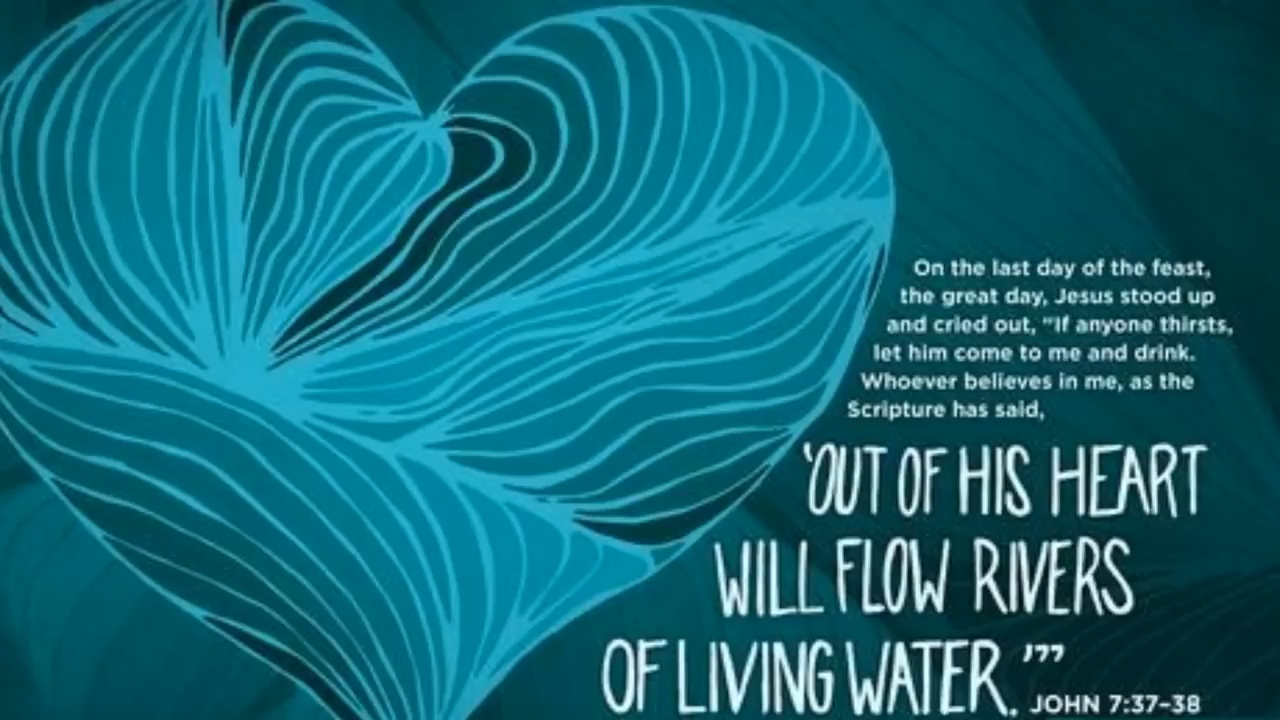 On the last day of the feast,
the great day, Jesus stood up
and cried out, "If anyone thirsts,
let him come to me and drink.
Whoever believes in me, as the
Scripture has said,
'OUT OF HIS HEART
WILL FLOW RIVERS
OF LIVING WATER.'”
JOHN 7:37–38